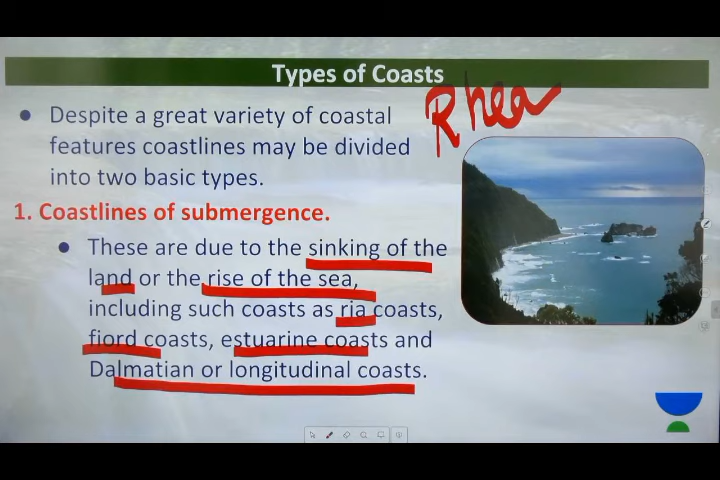 Types of Coasts
Rhea
• Despite a great variety of coastal
features coastlines may be divided
into two basic types.
1. Coastlines of submergence.
• These are due to the sinking of the
land or the rise of the sea,
including such coasts as ria coasts,
fiord coasts, estuarine coasts and
Dalmatian or longitudinal coasts.